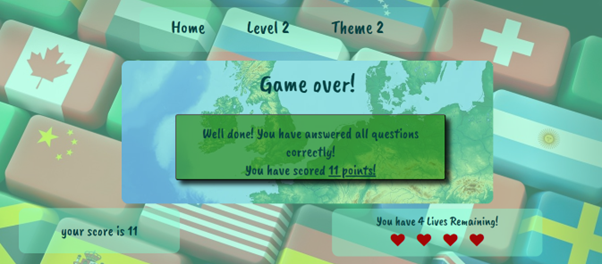 Home Level 2 Theme 2
Game over!
Well done! You have answered all questions
correctly!
You have scored 11 points!
your score is 11
You have 4 Lives Remaining!